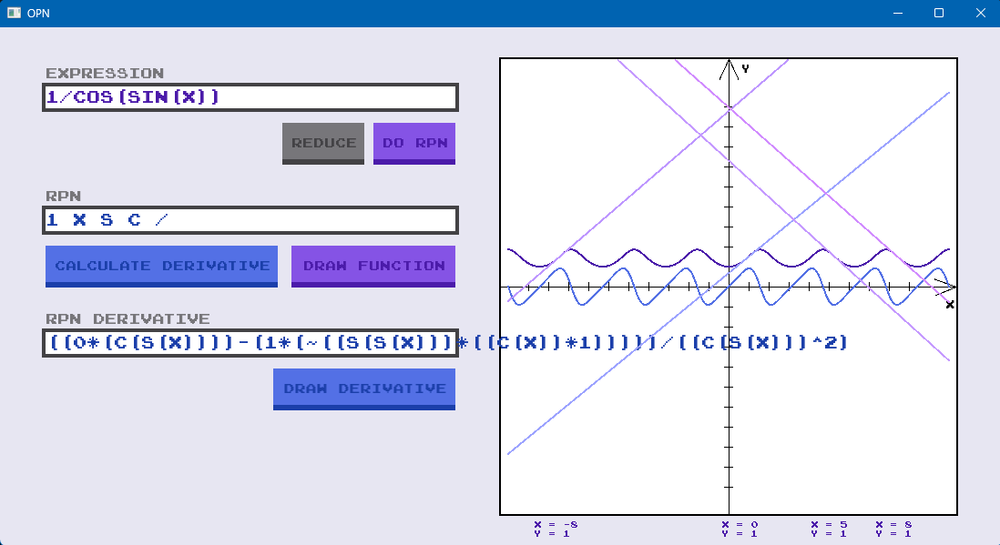 OPN
EXPRESSION
1/COS(SIN(X))
REDUCE
DO RPN
RPN
1 X S C /
CALCULATE DERIVATIVE
DRAW FUNCTION
RPN DERIVATIVE
((0*(C(S(X))))-(1*(~((S(S(X)))*((C(X))*1)))))/((C(S(X)))^2)
DRAW DERIVATIVE
Y
X
X = -8
Y = 1
X = 0
Y = 1
X = 5
Y = 1
X = 8
Y = 1